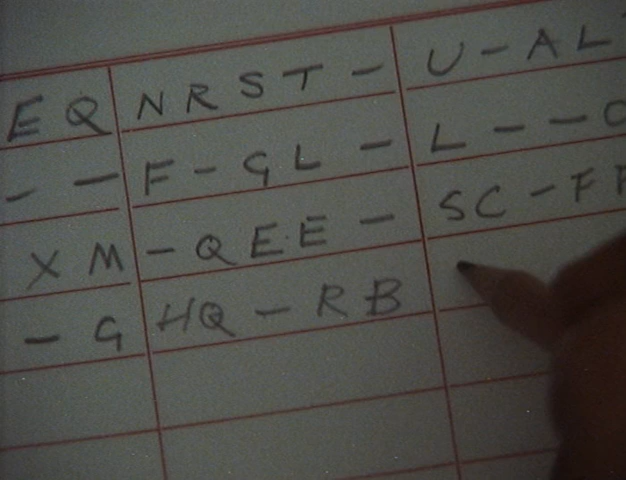 EQ NRST- U-AL
-- F-GL- L--
XM -QEE- SC-F
-G HQ-RB